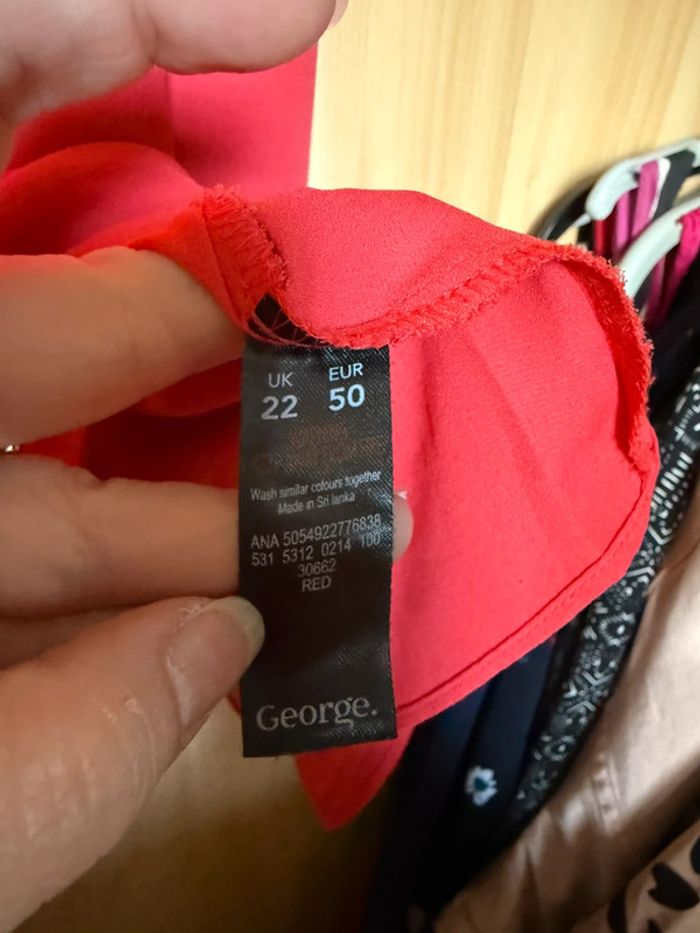 UK EUR
22 50
Wash similar colours together
Made in Sri lanka
ANA 5054922776838
531 5312 0214 100
30662
RED
George.